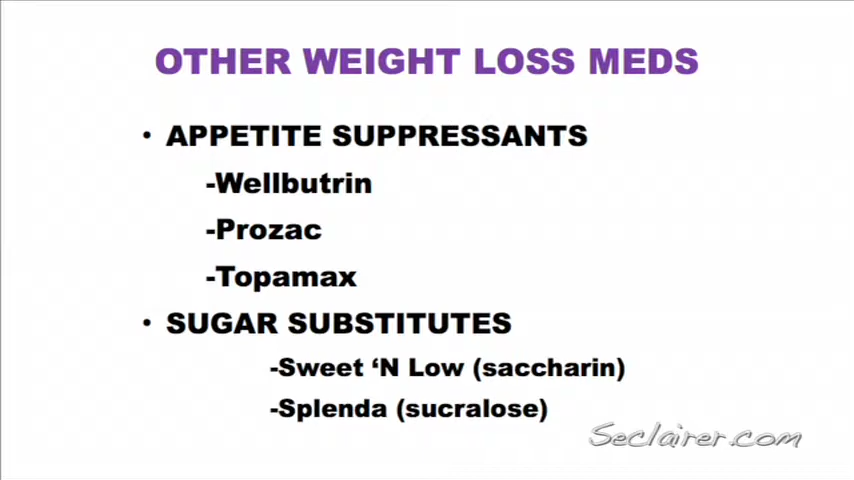 OTHER WEIGHT LOSS MEDS
• APPETITE SUPPRESSANTS
-Wellbutrin
-Prozac
-Topamax
• SUGAR SUBSTITUTES
-Sweet ‘N Low (saccharin)
-Splenda (sucralose)
Seclairer.com